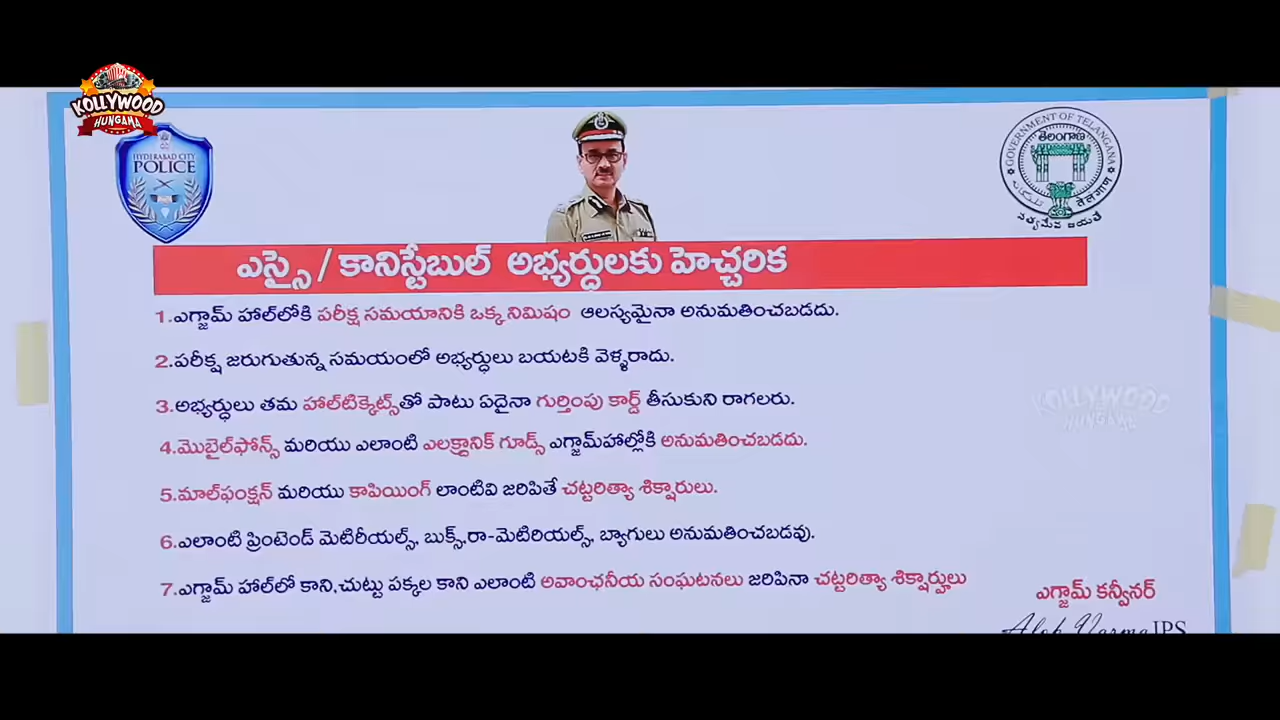 KOLLYWOOD
HUNGAMA
HYDERABAD CITY
POLICE
GOVERNMENT OF TELANGANA
తెలంగాణ
సత్యమేవ జయతే
ఎస్సై / కానిస్టేబుల్ అభ్యర్ధులకు హెచ్చరిక
1.ఎగ్జామ్ హాల్‌లోకి పరీక్ష సమయానికి ఒక్క నిమిషం ఆలస్యమైనా అనుమతించబడదు.
2.పరీక్ష జరుగుతున్న సమయంలో అభ్యర్ధులు బయటకి వెళ్ళరాదు.
3.అభ్యర్ధులు తమ హాల్‌టిక్కెట్స్‌తో పాటు ఏదైనా గుర్తింపు కార్డ్ తీసుకుని రాగలరు.
4.మొబైల్‌ఫోన్స్ మరియు ఎలాంటి ఎలక్ట్రానిక్ గూడ్స్ ఎగ్జామ్‌హాల్లోకి అనుమతించబడదు.
KOLLYWOOD
HUNGAMA
5.మాల్‌ఫంక్షన్ మరియు కాపియింగ్ లాంటివి జరిపితే చట్టరిత్యా శిక్షారులు.
6.ఎలాంటి ప్రింటెండ్ మెటిరీయల్స్, బుక్స్,రా-మెటిరియల్స్, బ్యాగులు అనుమతించబడవు.
7.ఎగ్జామ్ హాల్‌లో కాని,చుట్టు పక్కల కాని ఎలాంటి అవాంఛనీయ సంఘటనలు జరిపినా చట్టరిత్యా శిక్షార్హులు
ఎగ్జామ్ కన్వీనర్
Alok Varma IPS